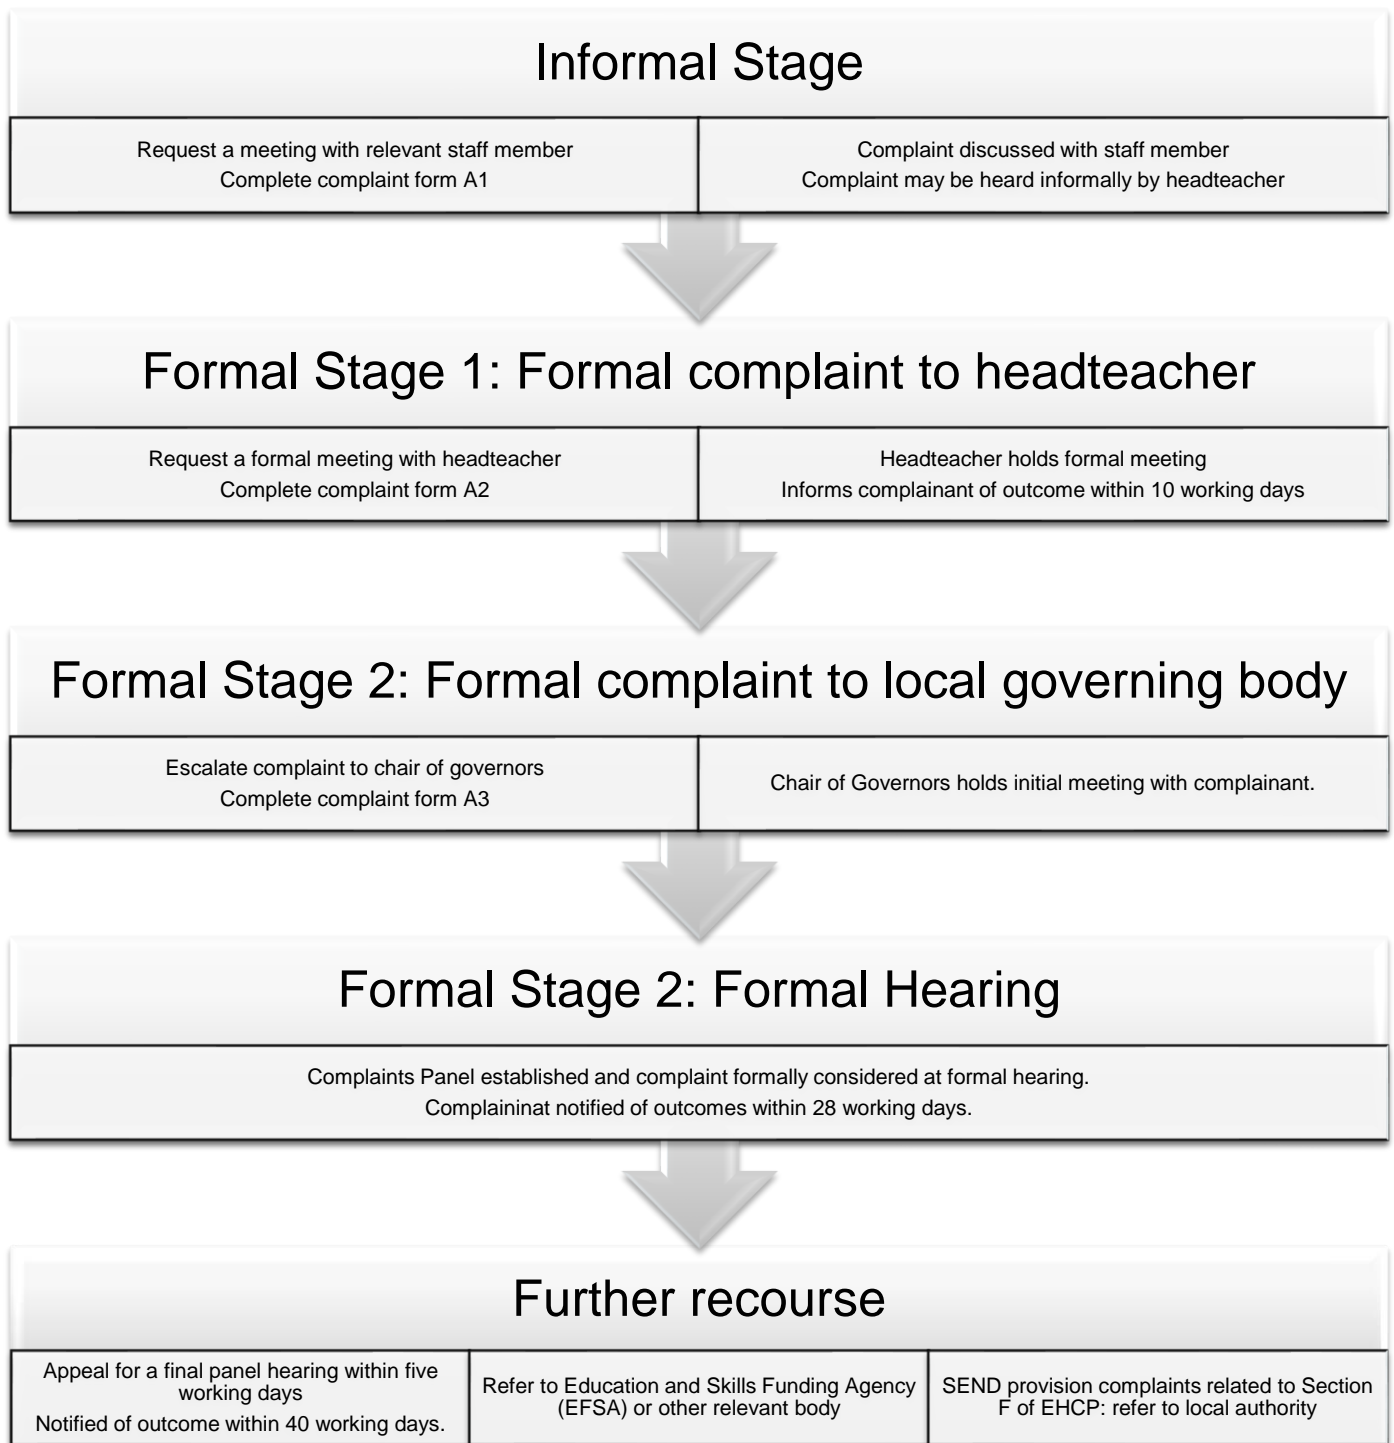 Informal Stage
Request a meeting with relevant staff member
Complete complaint form A1
Complaint discussed with staff member
Complaint may be heard informally by headteacher
Formal Stage 1: Formal complaint to headteacher
Request a formal meeting with headteacher
Complete complaint form A2
Headteacher holds formal meeting
Informs complainant of outcome within 10 working days
Formal Stage 2: Formal complaint to local governing body
Escalate complaint to chair of governors
Complete complaint form A3
Chair of Governors holds initial meeting with complainant.
Formal Stage 2: Formal Hearing
Complaints Panel established and complaint formally considered at formal hearing.
Complaininat notified of outcomes within 28 working days.
Further recourse
Appeal for a final panel hearing within five
working days
Notified of outcome within 40 working days.
Refer to Education and Skills Funding Agency
(EFSA) or other relevant body
SEND provision complaints related to Section
F of EHCP: refer to local authority